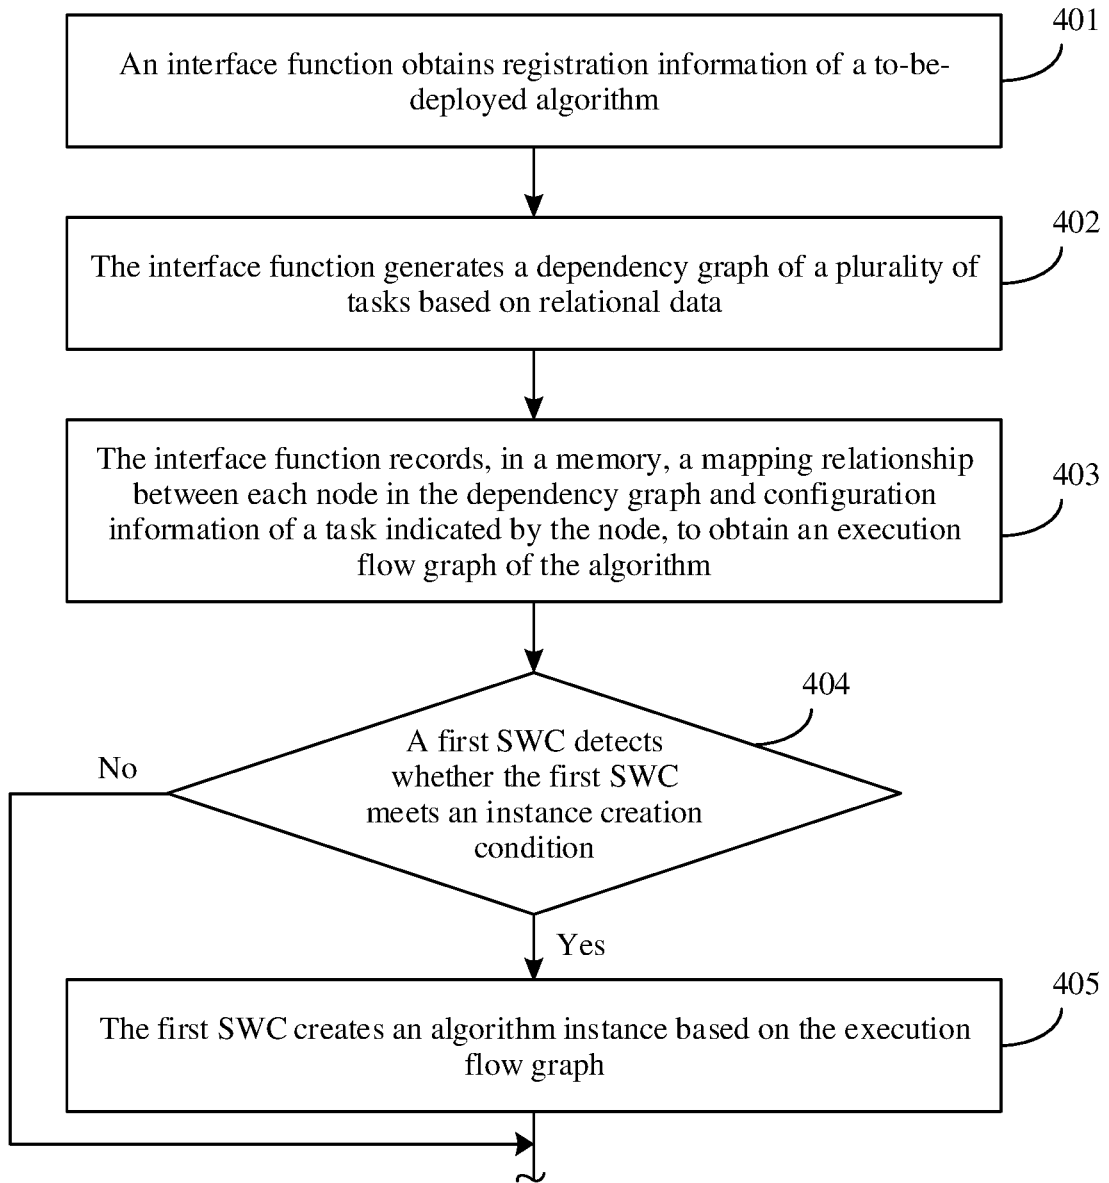 401
An interface function obtains registration information of a to-be-
deployed algorithm
402
The interface function generates a dependency graph of a plurality of
tasks based on relational data
403
The interface function records, in a memory, a mapping relationship
between each node in the dependency graph and configuration
information of a task indicated by the node, to obtain an execution
flow graph of the algorithm
404
A first SWC detects
whether the first SWC
meets an instance creation
condition
No
Yes
405
The first SWC creates an algorithm instance based on the execution
flow graph